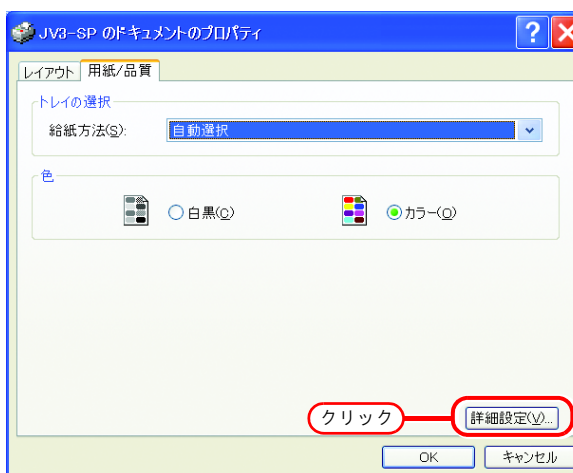 JV3-SP のドキュメントのプロパティ
レイアウト 用紙/品質
トレイの選択
給紙方法(S): 自動選択
色
白黒(C) カラー(O)
クリック 詳細設定(V)...
OK キャンセル